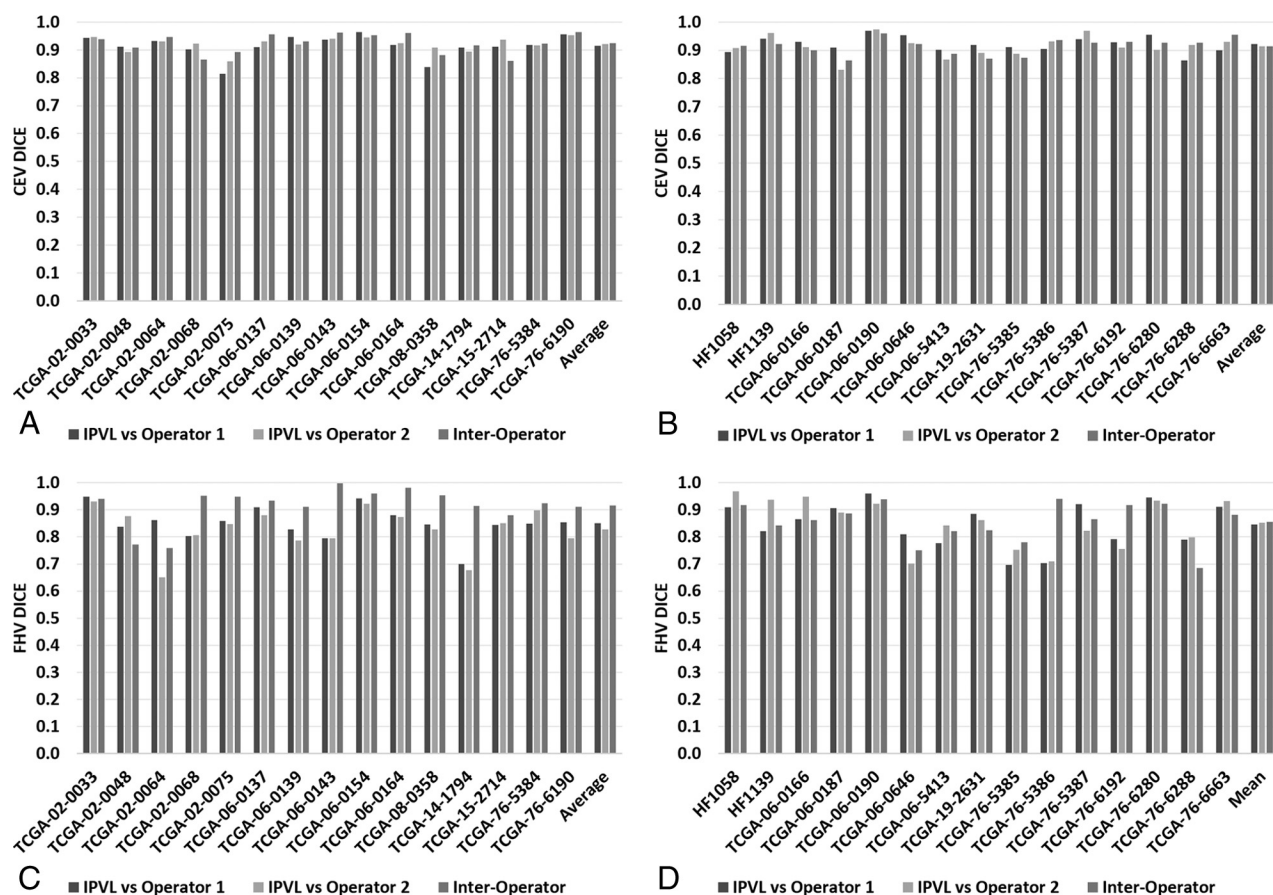 1.0
0.9
0.8
0.7
0.6
0.5
0.4
0.3
0.2
0.1
0.0
CEV DICE
TCGA-02-0033
TCGA-02-0048
TCGA-02-0064
TCGA-02-0068
TCGA-02-0075
TCGA-06-0137
TCGA-06-0139
TCGA-06-0143
TCGA-06-0154
TCGA-06-0164
TCGA-08-0358
TCGA-14-1794
TCGA-15-2714
TCGA-76-5384
TCGA-76-6190
Average
A
IPVL vs Operator 1 IPVL vs Operator 2 Inter-Operator
1.0
0.9
0.8
0.7
0.6
0.5
0.4
0.3
0.2
0.1
0.0
CEV DICE
HF1058
HF1139
TCGA-06-0166
TCGA-06-0187
TCGA-06-0190
TCGA-06-0646
TCGA-06-5413
TCGA-19-2631
TCGA-76-5385
TCGA-76-5386
TCGA-76-5387
TCGA-76-6192
TCGA-76-6280
TCGA-76-6288
TCGA-76-6663
Average
B
IPVL vs Operator 1 IPVL vs Operator 2 Inter-Operator
1.0
0.9
0.8
0.7
0.6
0.5
0.4
0.3
0.2
0.1
0.0
FHV DICE
TCGA-02-0033
TCGA-02-0048
TCGA-02-0064
TCGA-02-0068
TCGA-02-0075
TCGA-06-0137
TCGA-06-0139
TCGA-06-0143
TCGA-06-0154
TCGA-06-0164
TCGA-08-0358
TCGA-14-1794
TCGA-15-2714
TCGA-76-5384
TCGA-76-6190
Average
C
IPVL vs Operator 1 IPVL vs Operator 2 Inter-Operator
1.0
0.9
0.8
0.7
0.6
0.5
0.4
0.3
0.2
0.1
0.0
FHV DICE
HF1058
HF1139
TCGA-06-0166
TCGA-06-0187
TCGA-06-0190
TCGA-06-0646
TCGA-06-5413
TCGA-19-2631
TCGA-76-5385
TCGA-76-5386
TCGA-76-5387
TCGA-76-6192
TCGA-76-6280
TCGA-76-6288
TCGA-76-6663
Mean
D
IPVL vs Operator 1 IPVL vs Operator 2 Inter-Operator